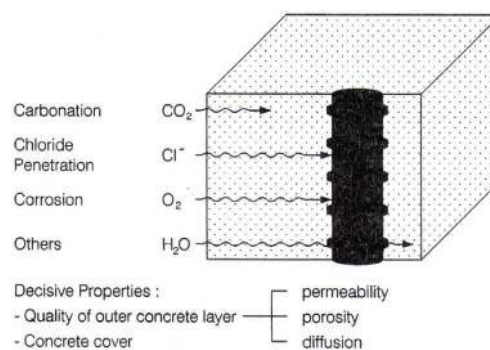 Carbonation CO₂
Chloride
Penetration Cl⁻
Corrosion O₂
Others H₂O
Decisive Properties :
permeability
- Quality of outer concrete layer
porosity
- Concrete cover
diffusion